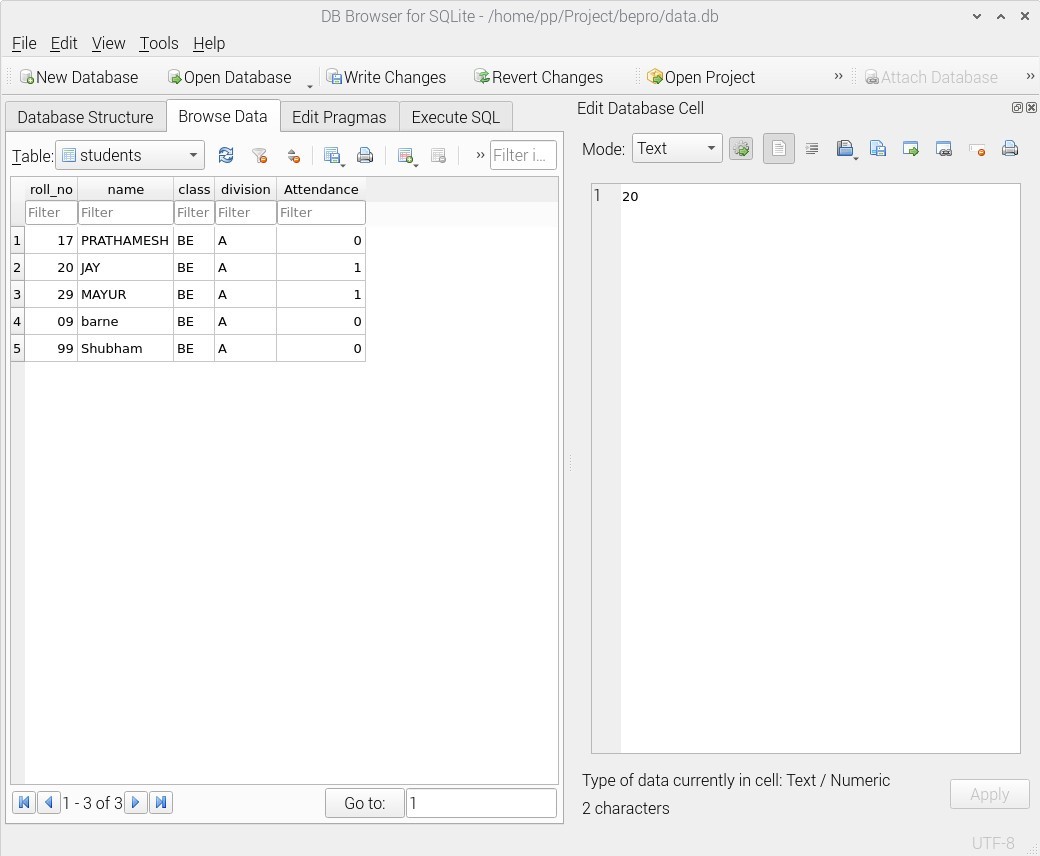 DB Browser for SQLite - /home/pp/Project/bepro/data.db
File Edit View Tools Help
New Database Open Database Write Changes Revert Changes Open Project » Attach Database »
Database Structure Browse Data Edit Pragmas Execute SQL
Table: students » Filter i...
roll_no name class division Attendance
Filter Filter Filter Filter Filter
1 17 PRATHAMESH BE A 0
2 20 JAY BE A 1
3 29 MAYUR BE A 1
4 09 barne BE A 0
5 99 Shubham BE A 0
1 - 3 of 3 Go to: 1
Edit Database Cell
Mode: Text
1 20
Type of data currently in cell: Text / Numeric
2 characters
Apply
UTF-8